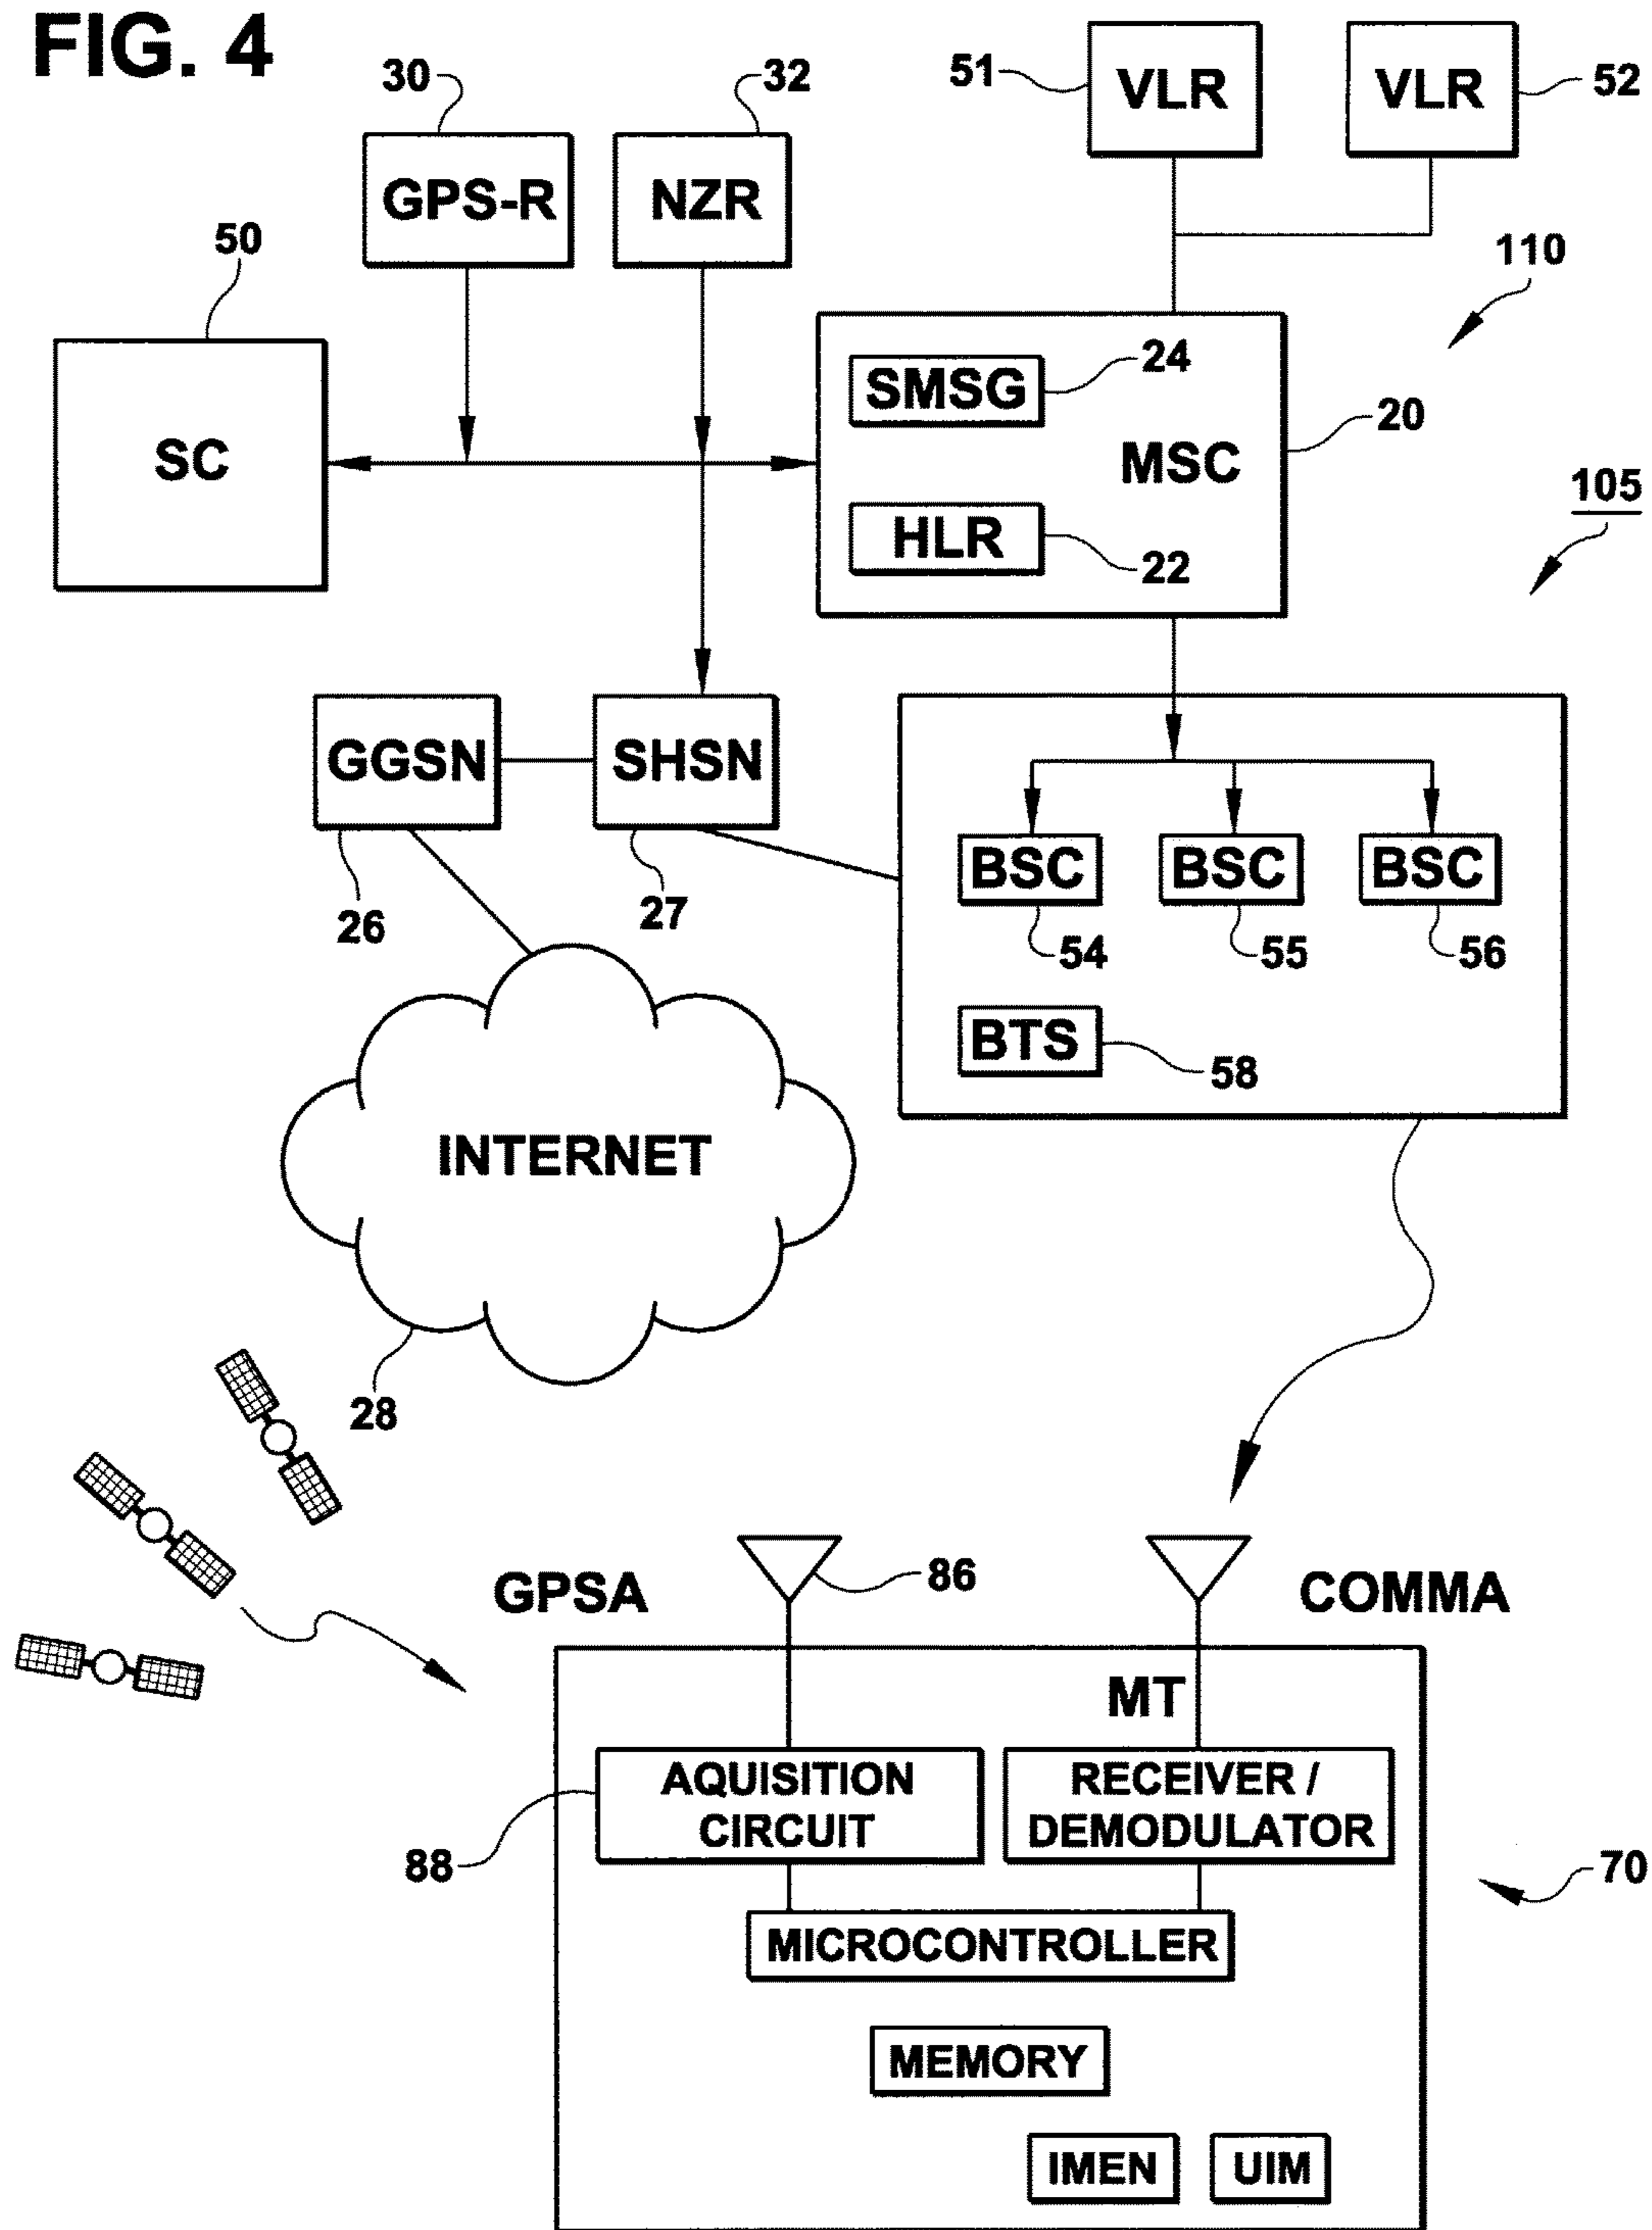 FIG. 4
30
32
51
VLR
VLR
52
GPS-R
NZR
50
110
SMSG
24
20
SC
MSC
105
HLR
22
GGSN
SHSN
BSC
BSC
BSC
26
27
54
55
56
BTS
58
INTERNET
28
GPSA
86
COMMA
MT
AQUISITION
CIRCUIT
RECEIVER /
DEMODULATOR
88
70
MICROCONTROLLER
MEMORY
IMEN
UIM